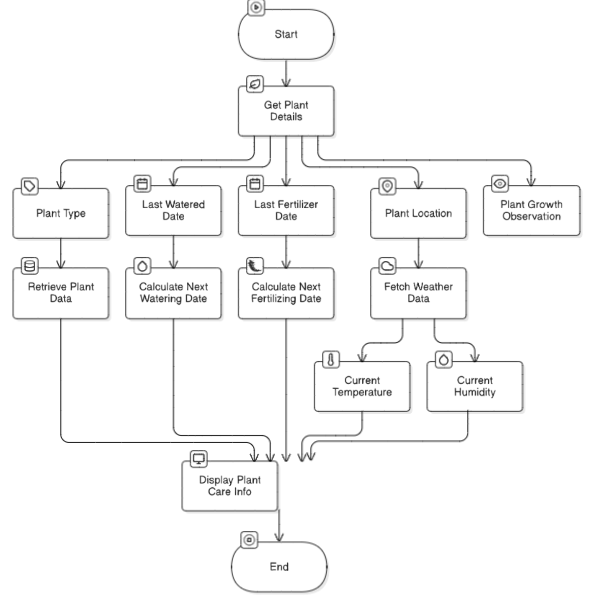 Start
Get Plant
Details
Plant Type
Last Watered
Date
Last Fertilizer
Date
Plant Location
Plant Growth
Observation
Retrieve Plant
Data
Calculate Next
Watering Date
Calculate Next
Fertilizing Date
Fetch Weather
Data
Current
Temperature
Current
Humidity
Display Plant
Care Info
End